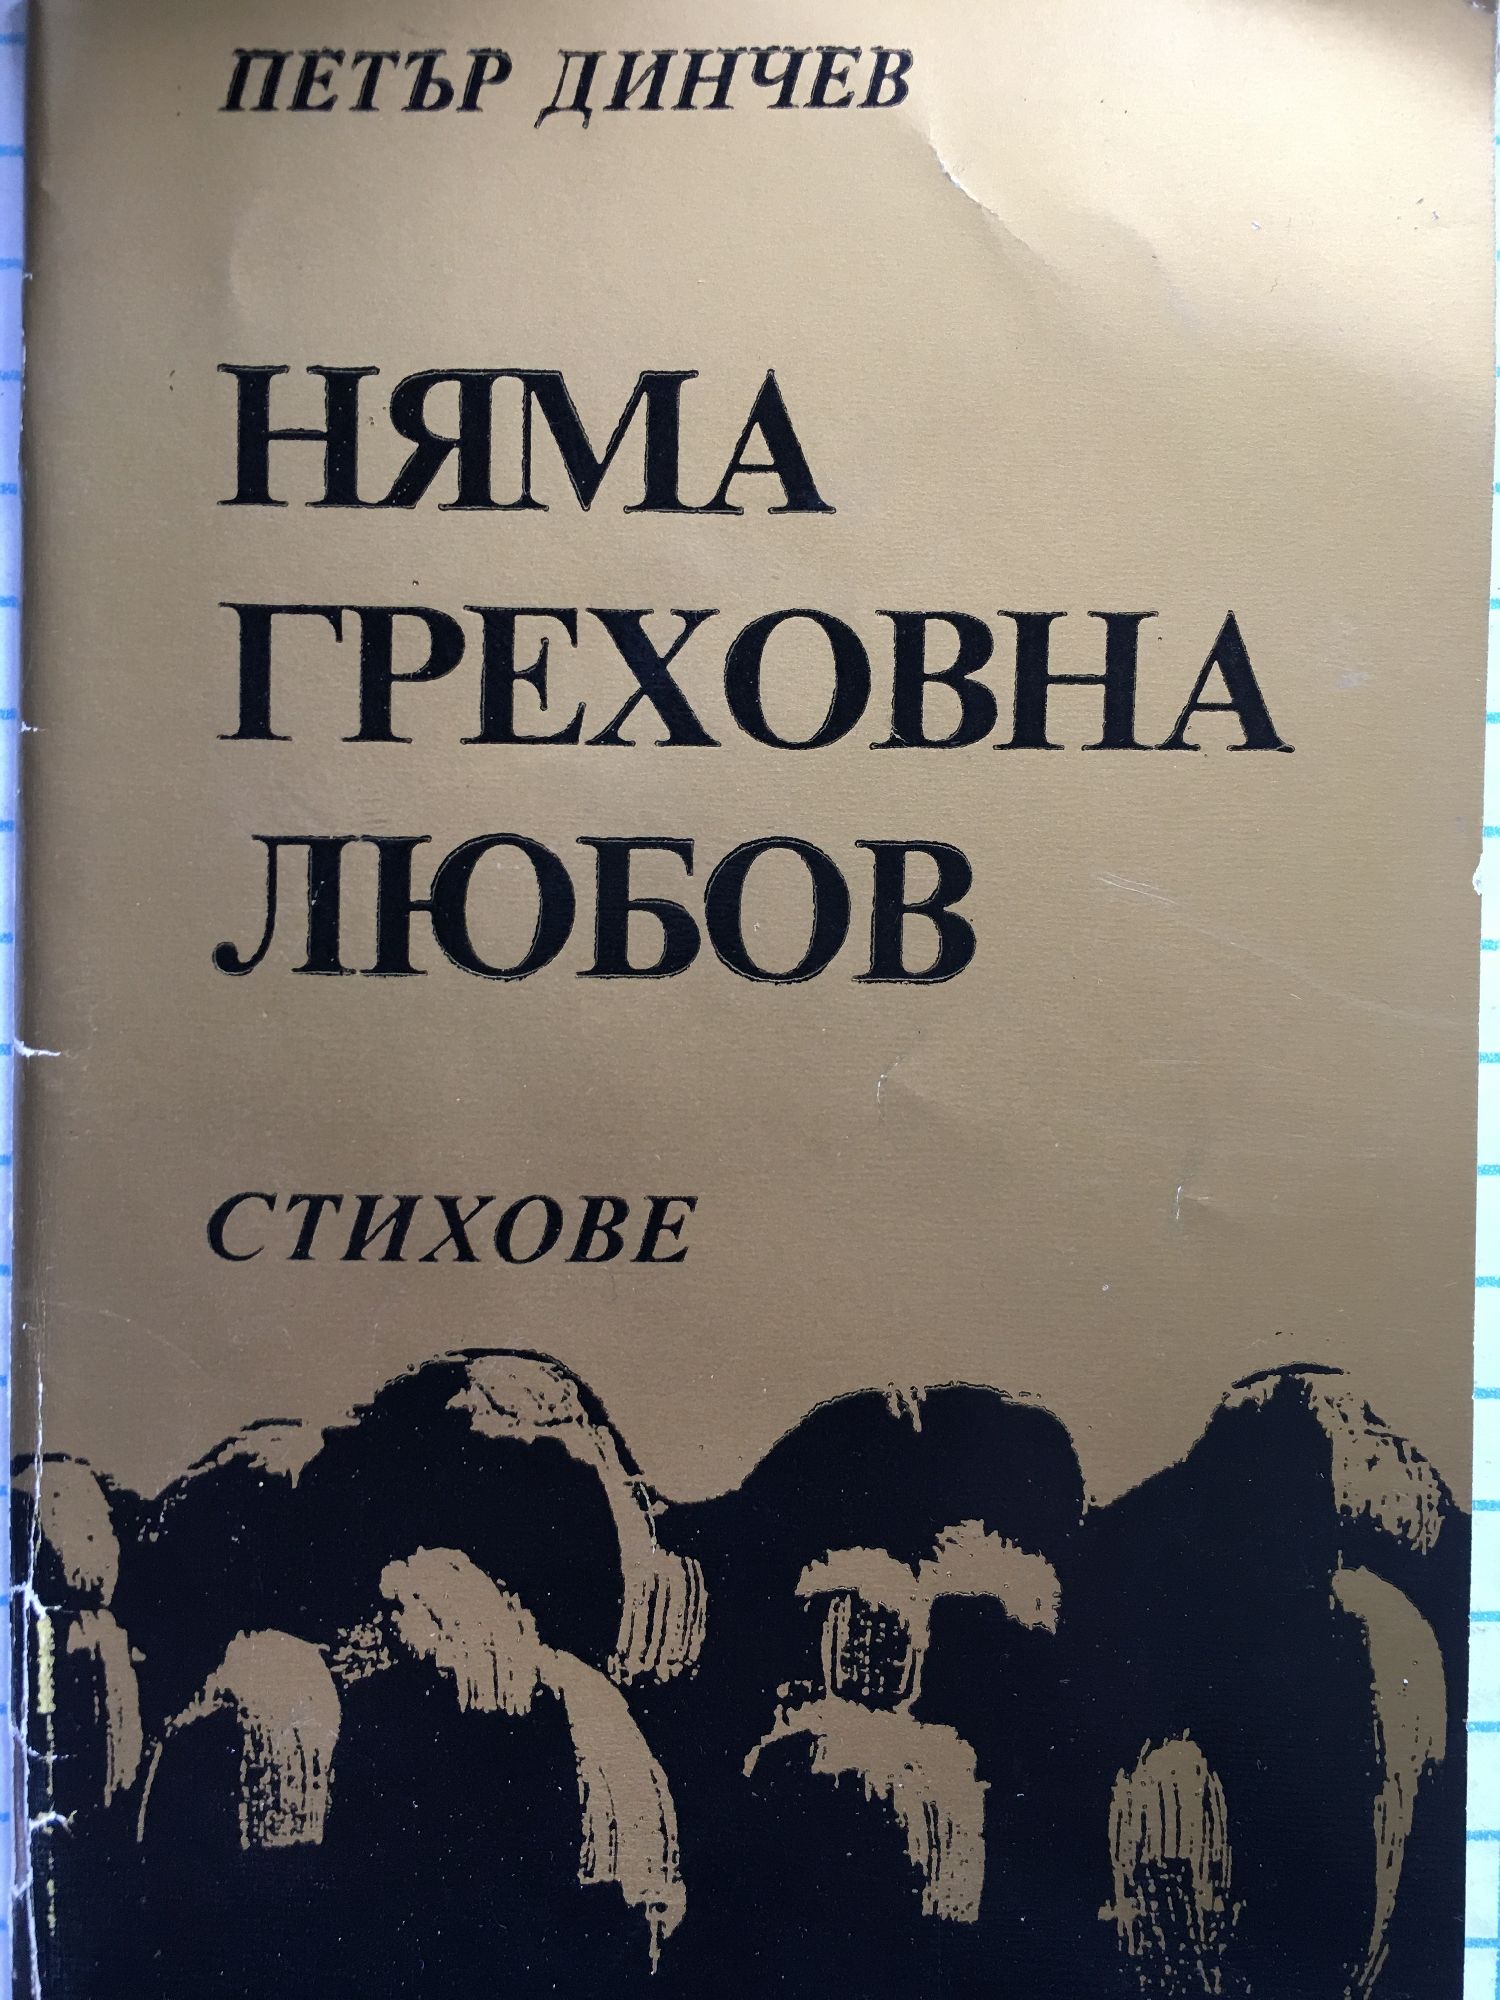 ПЕТЪР ДИНЧЕВ
НЯМА
ГРЕХОВНА
ЛЮБОВ
СТИХОВЕ